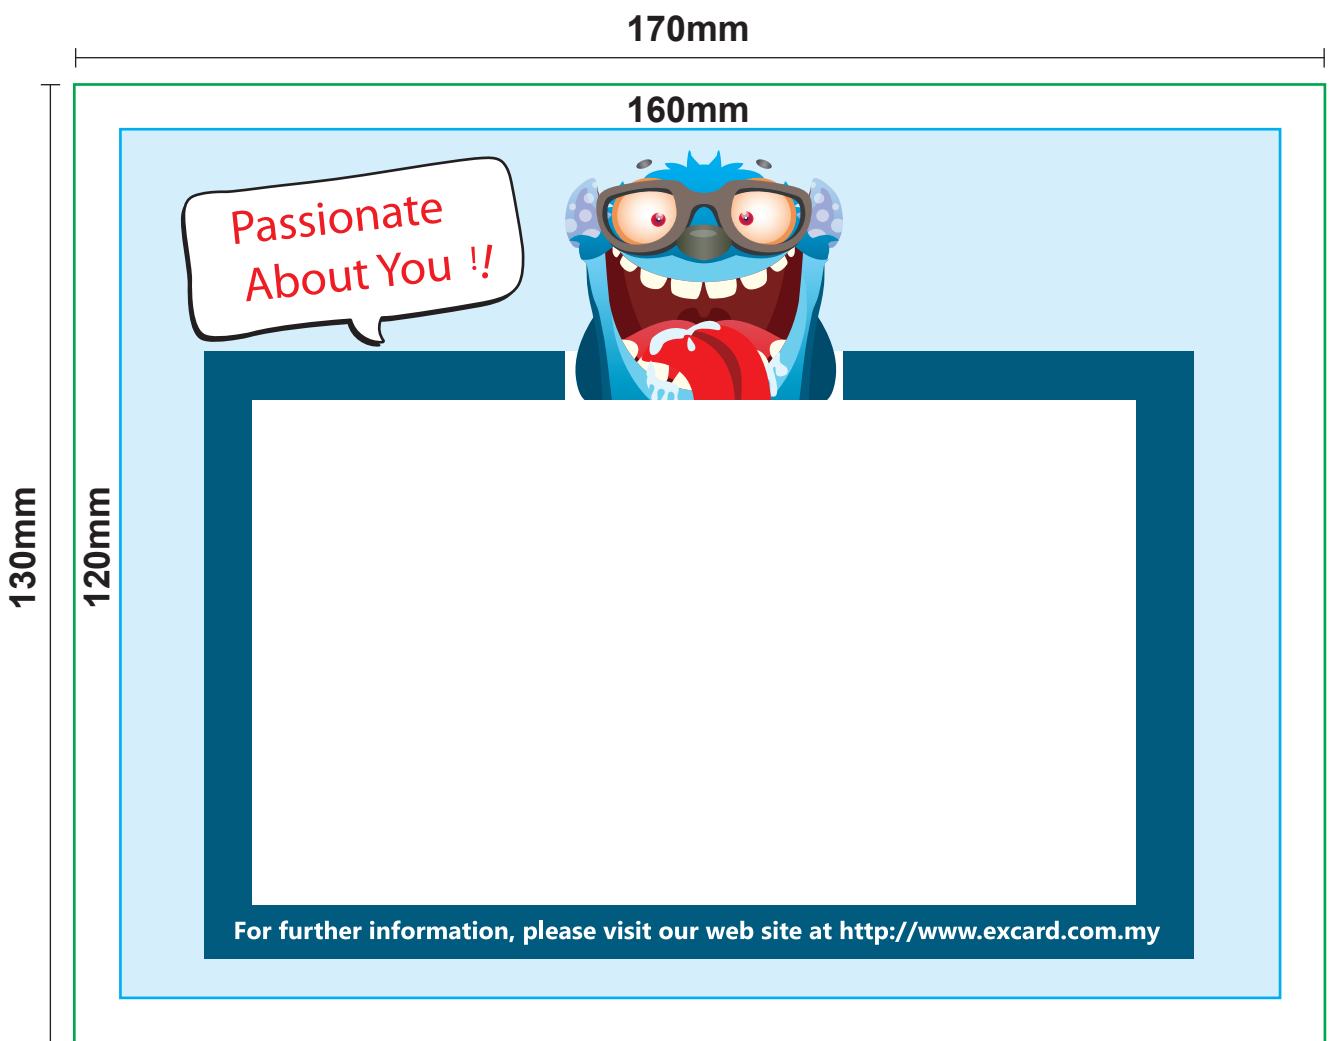 170mm
160mm
Passionate
About You !!
130mm
120mm
For further information, please visit our web site at http://www.excard.com.my